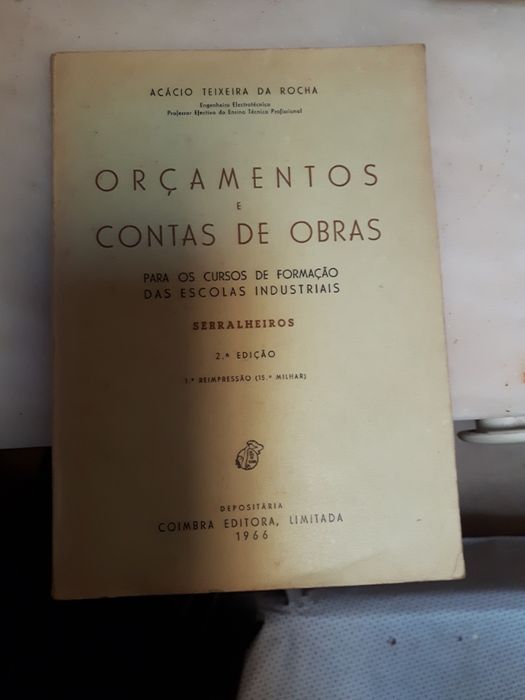 ACÁCIO TEIXEIRA DA ROCHA
Engenheiro Electrotécnico
Professor Efectivo do Ensino Técnico Profissional
ORÇAMENTOS
E
CONTAS DE OBRAS
PARA OS CURSOS DE FORMAÇÃO
DAS ESCOLAS INDUSTRIAIS
SERRALHEIROS
2.ª EDIÇÃO
1.ª REIMPRESSÃO (15.º MILHAR)
DEPOSITÁRIA
COIMBRA EDITORA, LIMITADA
1966